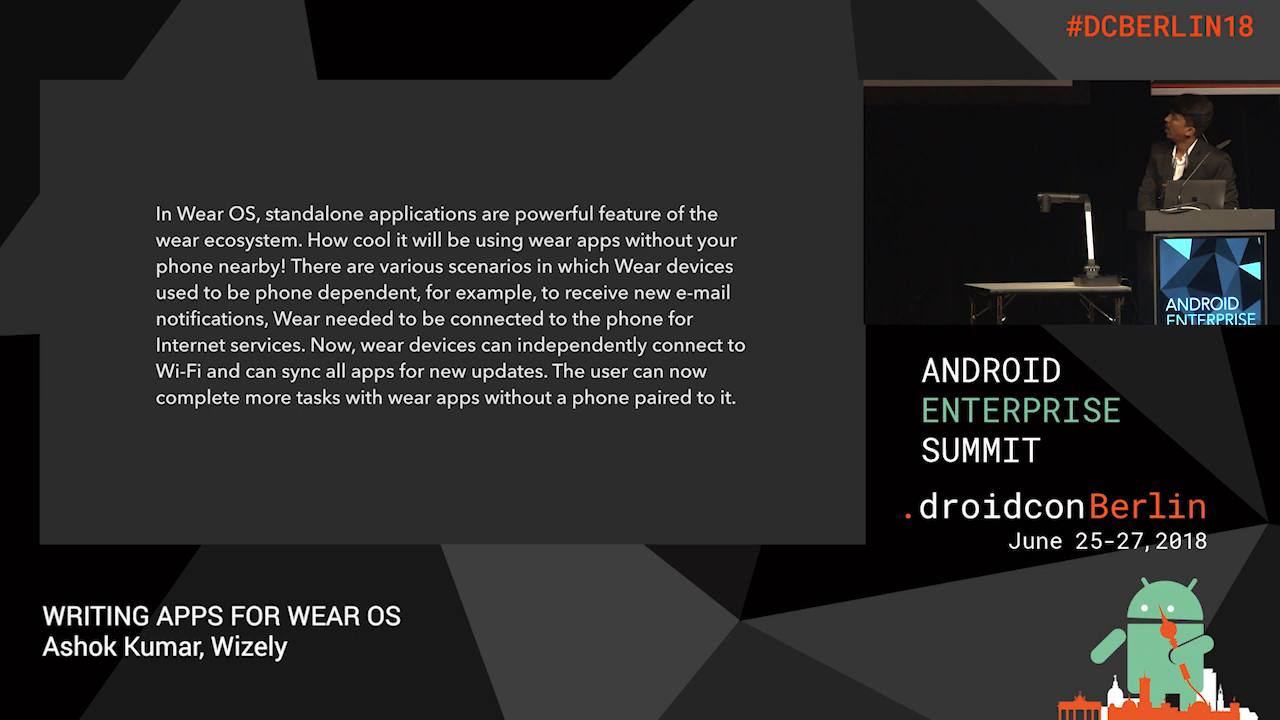 #DCBERLIN18
In Wear OS, standalone applications are powerful feature of the
wear ecosystem. How cool it will be using wear apps without your
phone nearby! There are various scenarios in which Wear devices
used to be phone dependent, for example, to receive new e-mail
notifications, Wear needed to be connected to the phone for
Internet services. Now, wear devices can independently connect to
Wi-Fi and can sync all apps for new updates. The user can now
complete more tasks with wear apps without a phone paired to it.
ANDROID
ENTERPRISE
ANDROID
ENTERPRISE
SUMMIT
.droidconBerlin
June 25-27, 2018
WRITING APPS FOR WEAR OS
Ashok Kumar, Wizely